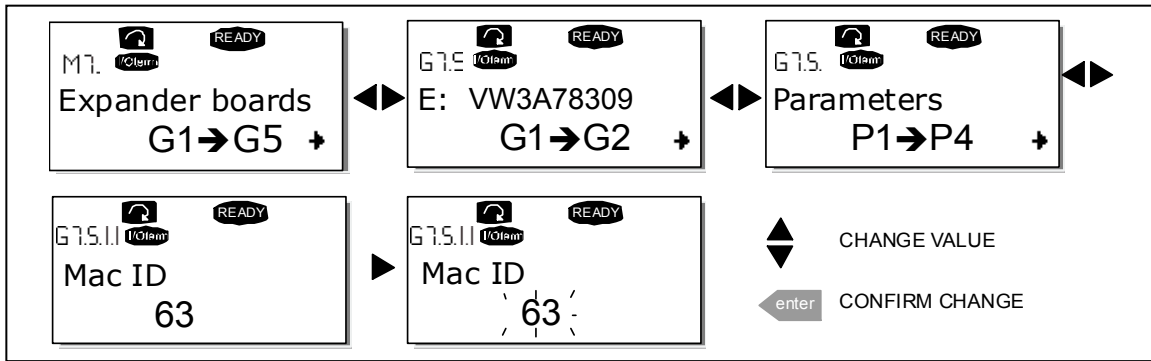 READY
M7. I/Oterm
Expander boards
G1➔G5
READY
G7.5 I/Oterm
E: VW3A78309
G1➔G2
READY
G7.5. I/Oterm
Parameters
P1➔P4
READY
G7.5.1.1 I/Oterm
Mac ID
63
READY
G7.5.1.1 I/Oterm
Mac ID
63
CHANGE VALUE
enter CONFIRM CHANGE